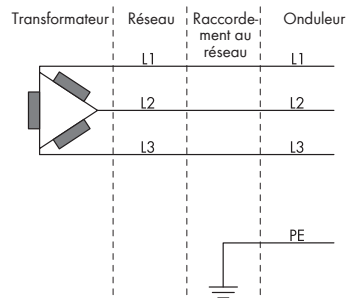 Transformateur
Réseau
Raccorde-
ment au
réseau
Onduleur
L1
L1
L2
L2
L3
L3
PE